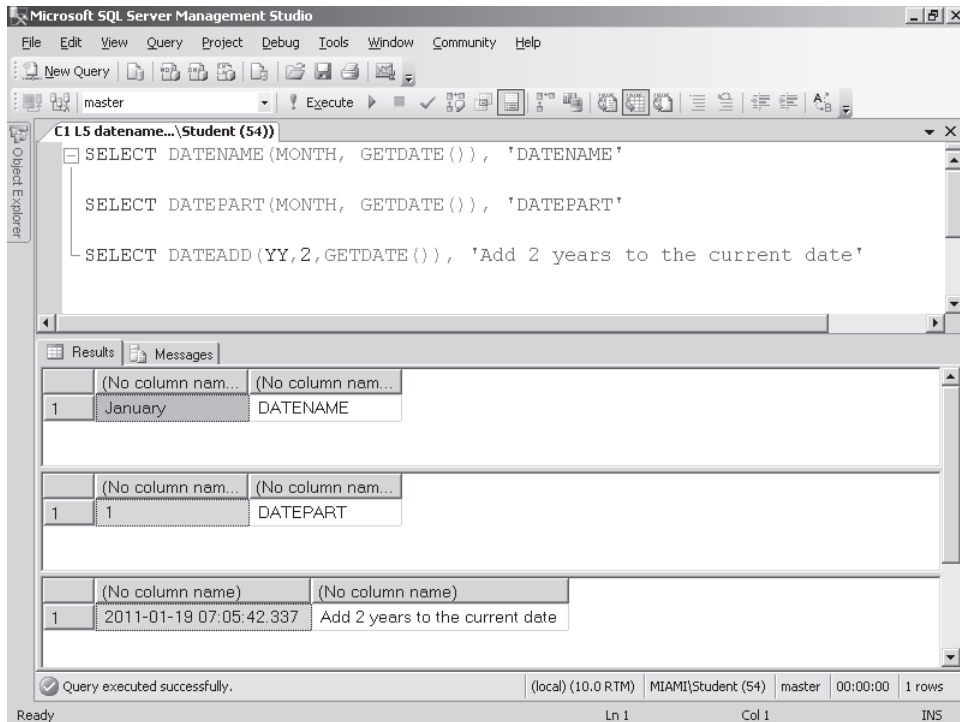 Microsoft SQL Server Management Studio
File Edit View Query Project Debug Tools Window Community Help
New Query
master Execute
Object Explorer
C1 L5 datename...\Student (54))
SELECT DATENAME(MONTH, GETDATE()), 'DATENAME'
SELECT DATEPART(MONTH, GETDATE()), 'DATEPART'
SELECT DATEADD(YY,2,GETDATE()), 'Add 2 years to the current date'
Results Messages
(No column nam... (No column nam...
1 January DATENAME
(No column nam... (No column nam...
1 1 DATEPART
(No column name) (No column name)
1 2011-01-19 07:05:42.337 Add 2 years to the current date
Query executed successfully. (local) (10.0 RTM) MIAMI\Student (54) master 00:00:00 1 rows
Ready Ln 1 Col 1 INS